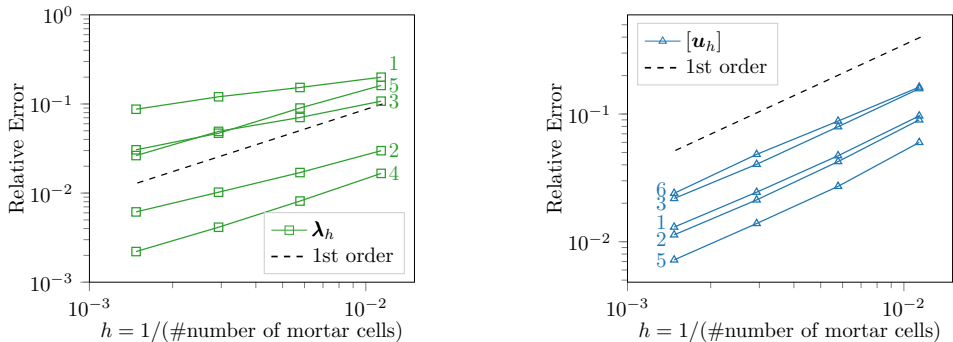 10^0
10^−1
10^−2
10^−3
Relative Error
1
5
3
2
4
λ_h
1st order
10^−3
10^−2
h = 1/(#number of mortar cells)
10^−1
10^−2
Relative Error
[u_h]
1st order
6
3
1
2
5
10^−3
10^−2
h = 1/(#number of mortar cells)